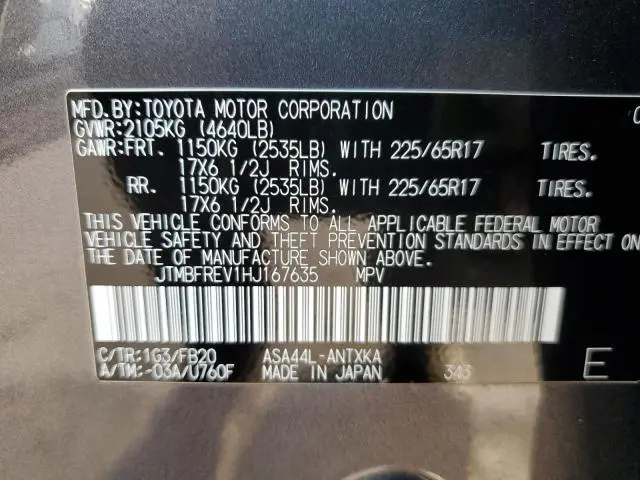 MFD.BY:TOYOTA MOTOR CORPORATION
GVWR:2105KG (4640LB)
GAWR:FRT. 1150KG (2535LB) WITH 225/65R17 TIRES.
17X6 1/2J RIMS.
RR. 1150KG (2535LB) WITH 225/65R17 TIRES.
17X6 1/2J RIMS.
THIS VEHICLE CONFORMS TO ALL APPLICABLE FEDERAL MOTOR
VEHICLE SAFETY AND THEFT PREVENTION STANDARDS IN EFFECT ON
THE DATE OF MANUFACTURE SHOWN ABOVE.
JTMBFREV1HJ167635 MPV
C/TR:1G3/FB20 ASA44L-ANTXKA
A/TM:-03A/U760F MADE IN JAPAN 343 E